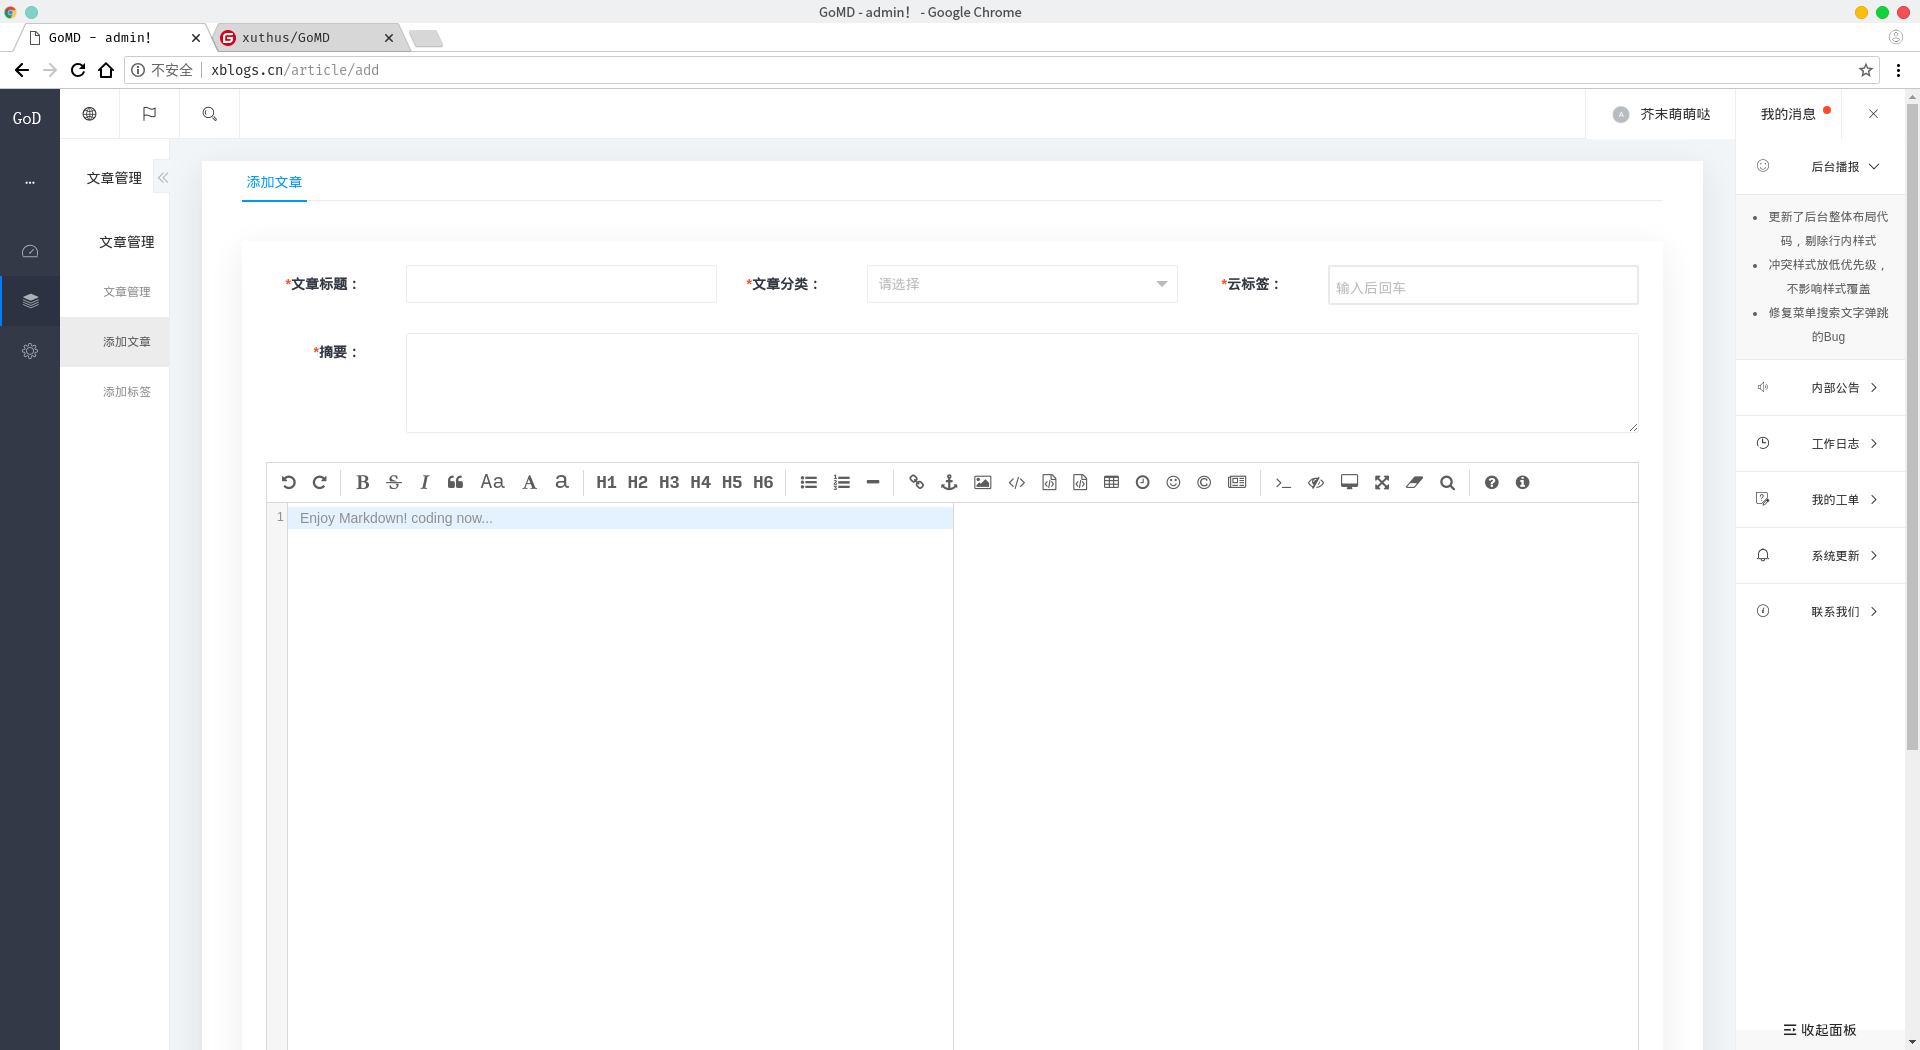 GoMD - admin! - Google Chrome
GoMD - admin!
xuthus/GoMD
不安全
xblogs.cn/article/add
GoD
芥末萌萌哒
我的消息
文章管理
文章管理
文章管理
添加文章
添加标签
添加文章
*文章标题：
*文章分类：
请选择
*云标签：
输入后回车
*摘要：
B S I Aa A a H1 H2 H3 H4 H5 H6
1
Enjoy Markdown! coding now...
后台播报
更新了后台整体布局代
码，剔除行内样式
冲突样式放低优先级，
不影响样式覆盖
修复菜单搜索文字弹跳
的Bug
内部公告
工作日志
我的工单
系统更新
联系我们
收起面板